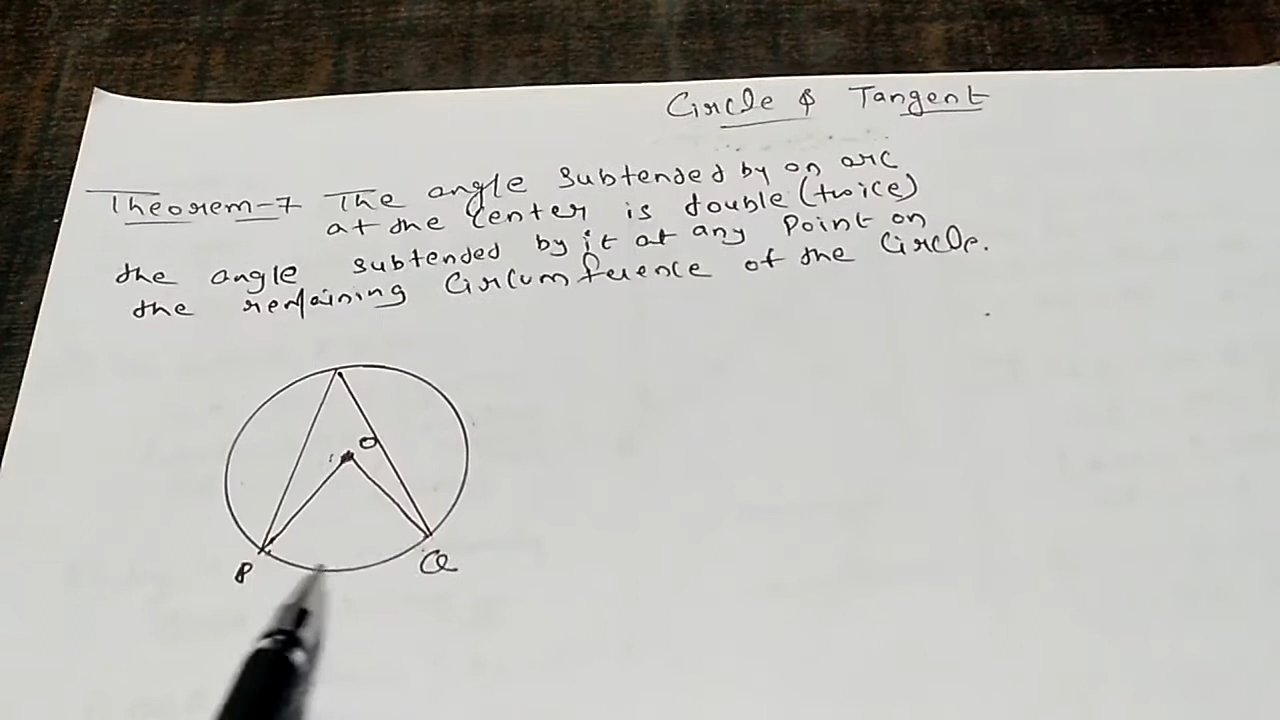 Circle & Tangent
Theorem-7 The angle subtended by an arc
at the center is double (twice)
the angle subtended by it at any Point on
the remaining Circumference of the Circle.
O
P
Q